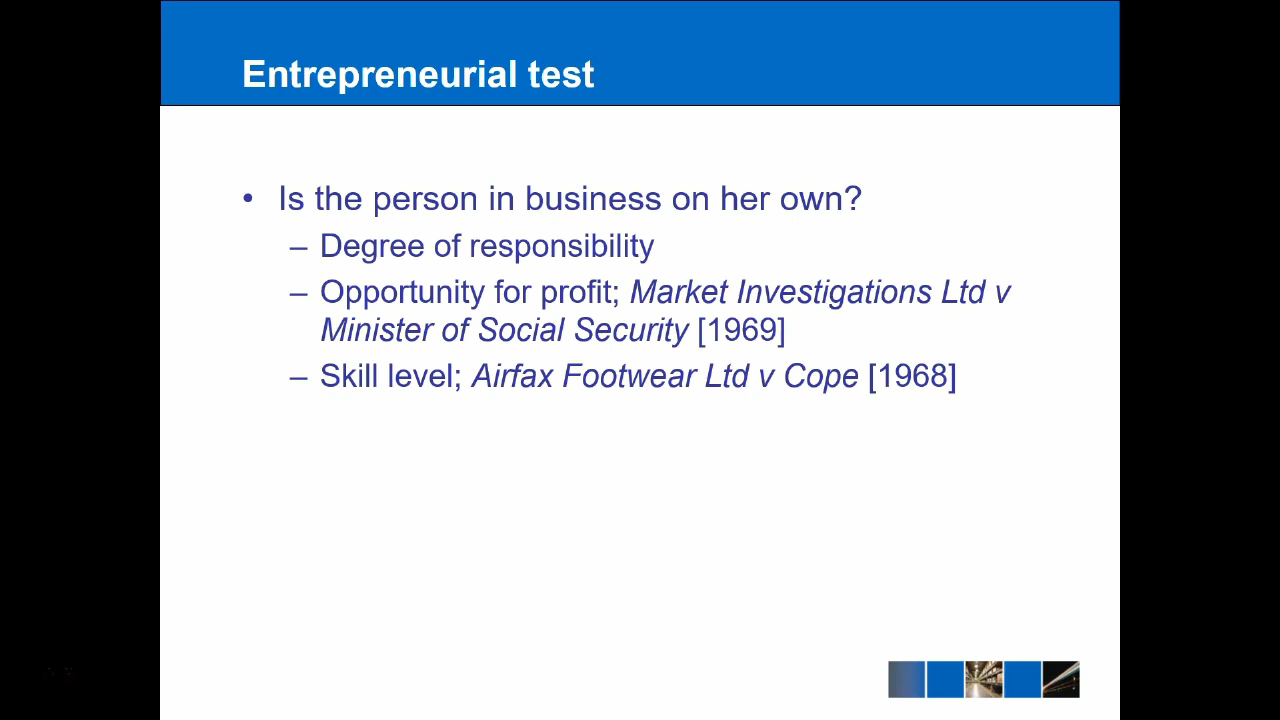 Entrepreneurial test
• Is the person in business on her own?
– Degree of responsibility
– Opportunity for profit; Market Investigations Ltd v
Minister of Social Security [1969]
– Skill level; Airfax Footwear Ltd v Cope [1968]